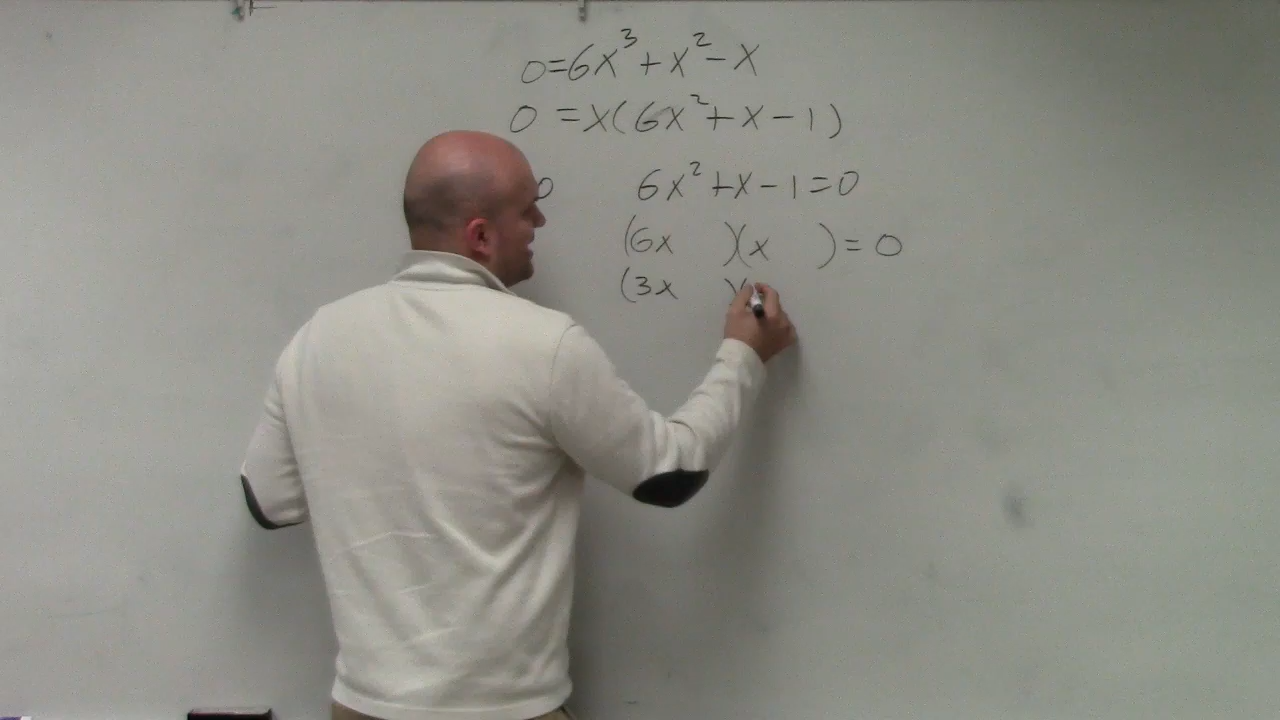 0=6x³+x²-x
0=x(6x²+x-1)
0 6x²+x-1=0
(6x )(x )=0
(3x )(